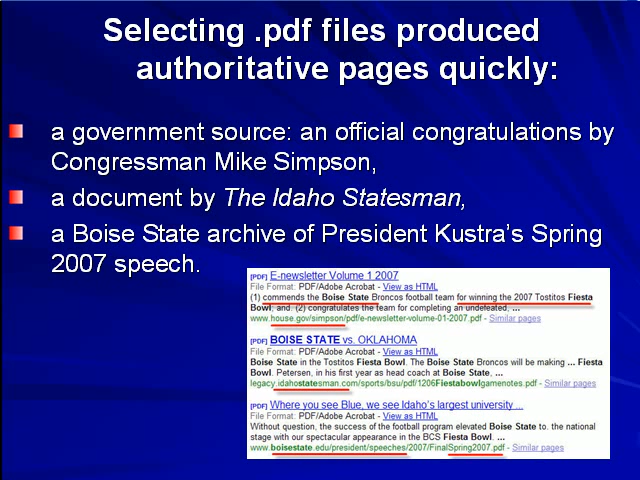 Selecting .pdf files produced
authoritative pages quickly:
a government source: an official congratulations by
Congressman Mike Simpson,
a document by The Idaho Statesman,
a Boise State archive of President Kustra's Spring
2007 speech.
[PDF] E-newsletter Volume 1 2007
File Format: PDF/Adobe Acrobat - View as HTML
(1) commends the Boise State Broncos football team for winning the 2007 Tostitos Fiesta
Bowl; and. (2) congratulates the team for completing an undefeated, ...
www.house.gov/simpson/pdf/e-newsletter-volume-01-2007.pdf - Similar pages
[PDF] BOISE STATE vs. OKLAHOMA
File Format: PDF/Adobe Acrobat - View as HTML
Boise State in the Tostitos Fiesta Bowl. The Boise State Broncos will be making ... Fiesta
Bowl. Petersen, in his first year as head coach at Boise State, ...
legacy.idahostatesman.com/sports/bsu/pdf/1206Fiestabowlgamenotes.pdf - Similar pages
[PDF] Where you see Blue, we see Idaho's largest university ...
File Format: PDF/Adobe Acrobat - View as HTML
Without question, the success of the football program elevated Boise State to. the national
stage with our spectacular appearance in the BCS Fiesta Bowl. ...
www.boisestate.edu/president/speeches/2007/FinalSpring2007.pdf - Similar pages